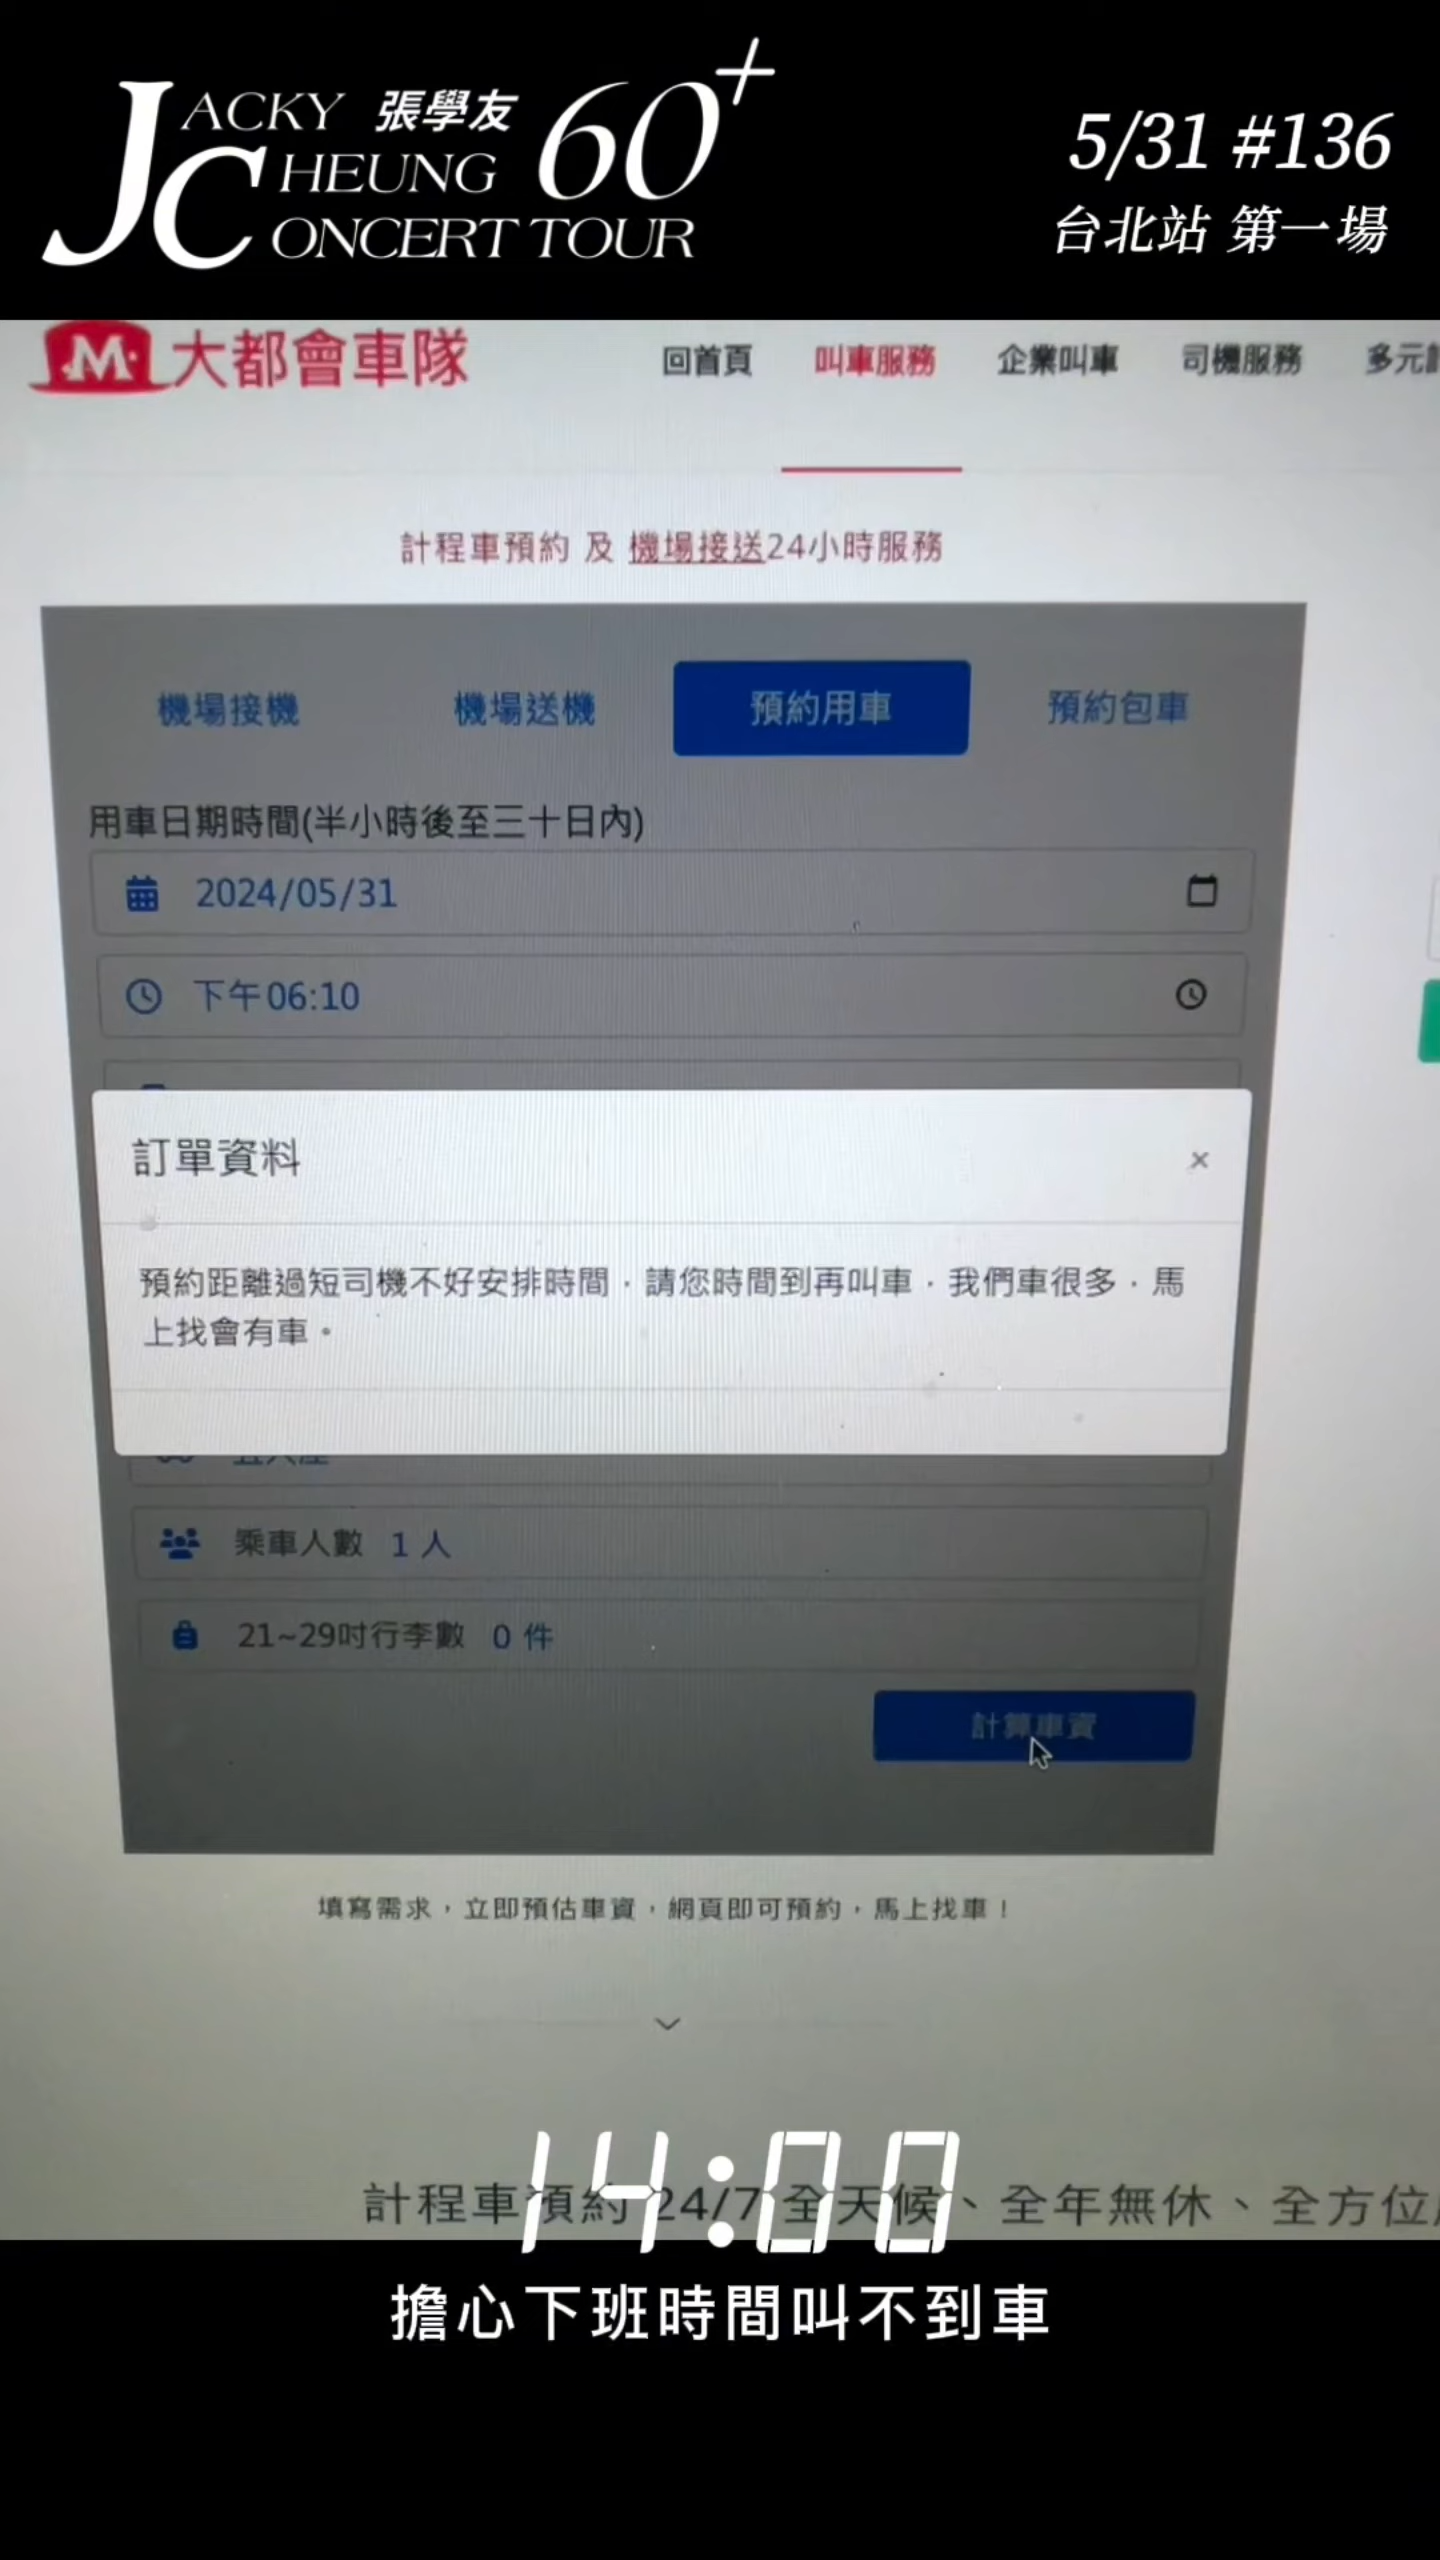 JACKY 張學友 60+
CHEUNG
CONCERT TOUR
5/31 #136
台北站 第一場
M 大都會車隊
回首頁 叫車服務 企業叫車 司機服務 多元
計程車預約 及 機場接送24小時服務
機場接機 機場送機 預約用車 預約包車
用車日期時間(半小時後至三十日內)
2024/05/31
下午06:10
訂單資料 ×
預約距離過短司機不好安排時間，請您時間到再叫車，我們車很多，馬
上找會有車。
乘車人數 1 人
21~29吋行李數 0 件
計算車資
填寫需求，立即預估車資，網頁即可預約，馬上找車！
14:00
計程車預約 24/7 全天候、全年無休、全方位
擔心下班時間叫不到車